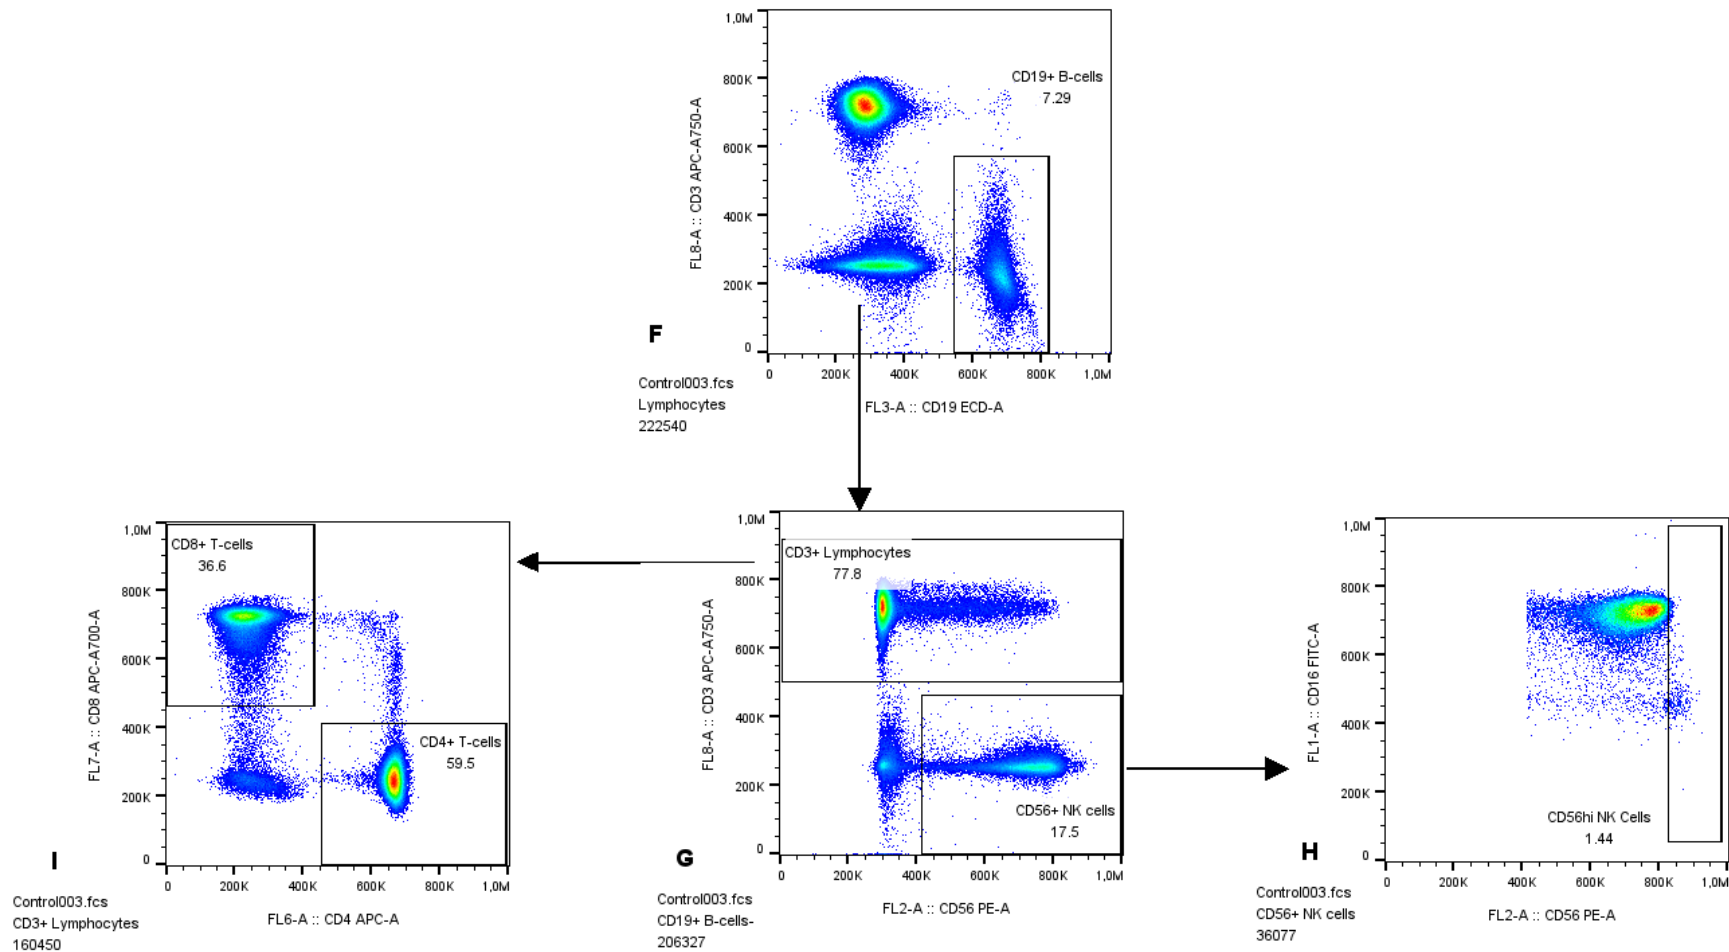 1,0M
800K
600K
400K
200K
0
FL8-A :: CD3 APC-A750-A
CD19+ B-cells
7.29
0 200K 400K 600K 800K 1,0M
FL3-A :: CD19 ECD-A
F
Control003.fcs
Lymphocytes
222540
1,0M
800K
600K
400K
200K
0
FL7-A :: CD8 APC-A700-A
CD8+ T-cells
36.6
CD4+ T-cells
59.5
0 200K 400K 600K 800K 1,0M
FL6-A :: CD4 APC-A
I
Control003.fcs
CD3+ Lymphocytes
160450
1,0M
800K
600K
400K
200K
0
FL8-A :: CD3 APC-A750-A
CD3+ Lymphocytes
77.8
CD56+ NK cells
17.5
0 200K 400K 600K 800K 1,0M
FL2-A :: CD56 PE-A
G
Control003.fcs
CD19+ B-cells-
206327
1,0M
800K
600K
400K
200K
0
FL1-A :: CD16 FITC-A
CD56hi NK Cells
1.44
0 200K 400K 600K 800K 1,0M
FL2-A :: CD56 PE-A
H
Control003.fcs
CD56+ NK cells
36077